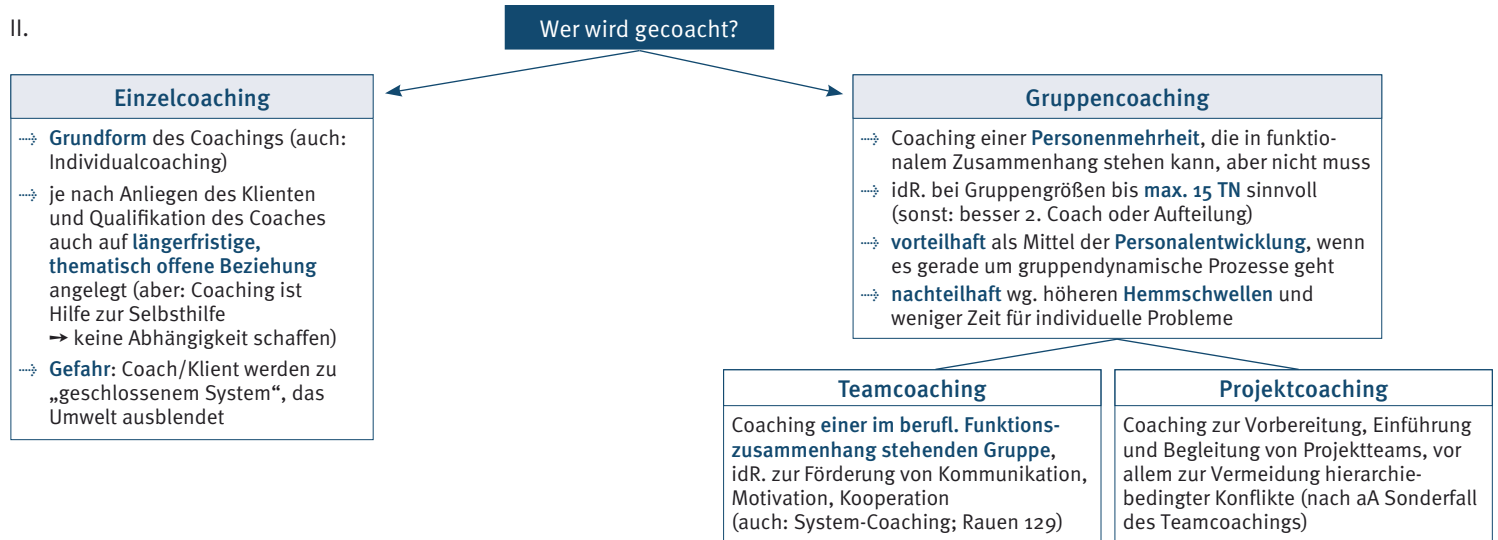 II.
Wer wird gecoacht?
Einzelcoaching
⇢ Grundform des Coachings (auch:
Individualcoaching)
⇢ je nach Anliegen des Klienten
und Qualifikation des Coaches
auch auf längerfristige,
thematisch offene Beziehung
angelegt (aber: Coaching ist
Hilfe zur Selbsthilfe
➙ keine Abhängigkeit schaffen)
⇢ Gefahr: Coach/Klient werden zu
„geschlossenem System“, das
Umwelt ausblendet
Gruppencoaching
⇢ Coaching einer Personenmehrheit, die in funktio-
nalem Zusammenhang stehen kann, aber nicht muss
⇢ idR. bei Gruppengrößen bis max. 15 TN sinnvoll
(sonst: besser 2. Coach oder Aufteilung)
⇢ vorteilhaft als Mittel der Personalentwicklung, wenn
es gerade um gruppendynamische Prozesse geht
⇢ nachteilhaft wg. höheren Hemmschwellen und
weniger Zeit für individuelle Probleme
Teamcoaching
Coaching einer im berufl. Funktions-
zusammenhang stehenden Gruppe,
idR. zur Förderung von Kommunikation,
Motivation, Kooperation
(auch: System-Coaching; Rauen 129)
Projektcoaching
Coaching zur Vorbereitung, Einführung
und Begleitung von Projektteams, vor
allem zur Vermeidung hierarchie-
bedingter Konflikte (nach aA Sonderfall
des Teamcoachings)